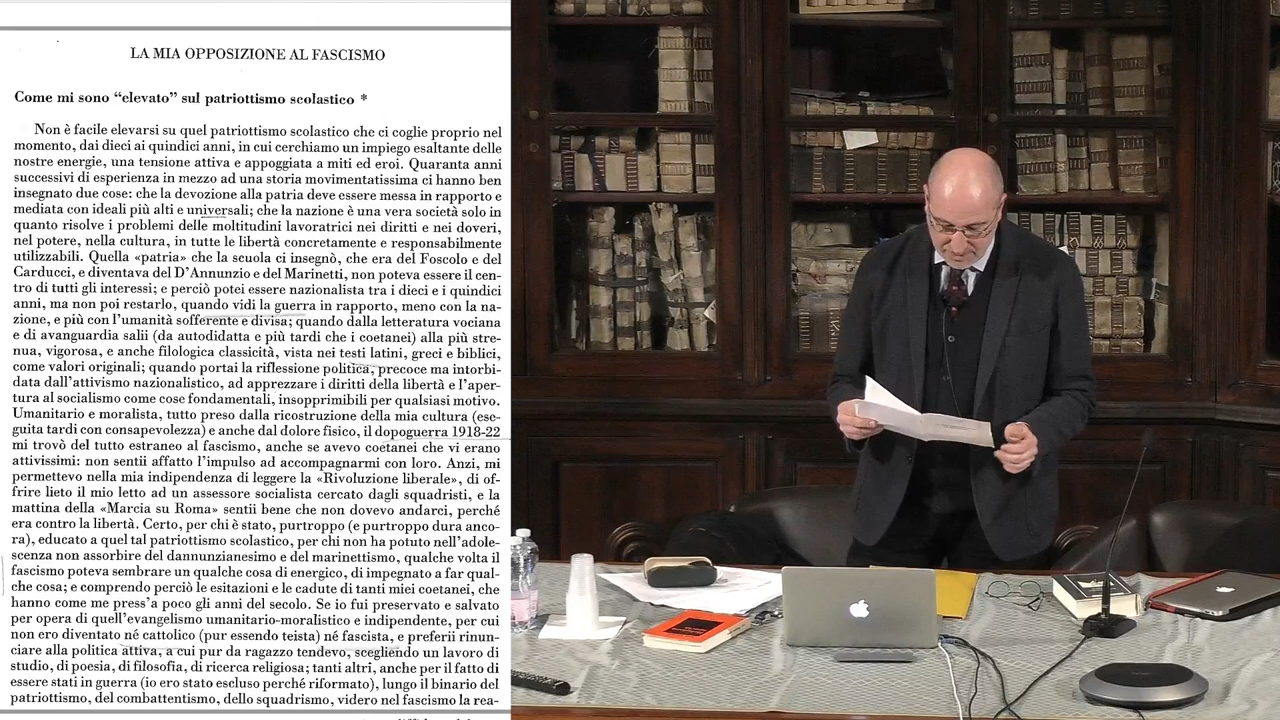 LA MIA OPPOSIZIONE AL FASCISMO
Come mi sono “elevato” sul patriottismo scolastico *
Non è facile elevarsi su quel patriottismo scolastico che ci coglie proprio nel
momento, dai dieci ai quindici anni, in cui cerchiamo un impiego esaltante delle
nostre energie, una tensione attiva e appoggiata a miti ed eroi. Quaranta anni
successivi di esperienza in mezzo ad una storia movimentatissima ci hanno ben
insegnato due cose: che la devozione alla patria deve essere messa in rapporto e
mediata con ideali più alti e universali; che la nazione è una vera società solo in
quanto risolve i problemi delle moltitudini lavoratrici nei diritti e nei doveri,
nel potere, nella cultura, in tutte le libertà concretamente e responsabilmente
utilizzabili. Quella «patria» che la scuola ci insegnò, che era del Foscolo e del
Carducci, e diventava del D’Annunzio e del Marinetti, non poteva essere il cen-
tro di tutti gli interessi; e perciò potei essere nazionalista tra i dieci e i quindici
anni, ma non poi restarlo, quando vidi la guerra in rapporto, meno con la na-
zione, e più con l’umanità sofferente e divisa; quando dalla letteratura vociana
e di avanguardia salii (da autodidatta e più tardi che i coetanei) alla più stre-
nua, vigorosa, e anche filologica classicità, vista nei testi latini, greci e biblici,
come valori originali; quando portai la riflessione politica, precoce ma intorbi-
data dall’attivismo nazionalistico, ad apprezzare i diritti della libertà e l’aper-
tura al socialismo come cose fondamentali, insopprimibili per qualsiasi motivo.
Umanitario e moralista, tutto preso dalla ricostruzione della mia cultura (ese-
guita tardi con consapevolezza) e anche dal dolore fisico, il dopoguerra 1918-22
mi trovò del tutto estraneo al fascismo, anche se avevo coetanei che vi erano
attivissimi: non sentii affatto l’impulso ad accompagnarmi con loro. Anzi, mi
permettevo nella mia indipendenza di leggere la «Rivoluzione liberale», di of-
frire lieto il mio letto ad un assessore socialista cercato dagli squadristi, e la
mattina della «Marcia su Roma» sentii bene che non dovevo andarci, perché
era contro la libertà. Certo, per chi è stato, purtroppo (e purtroppo dura anco-
ra), educato a quel tal patriottismo scolastico, per chi non ha potuto nell’adole-
scenza non assorbire del dannunzianesimo e del marinettismo, qualche volta il
fascismo poteva sembrare un qualche cosa di energico, di impegnato a far qual-
che cosa; e comprendo perciò le esitazioni e le cadute di tanti miei coetanei, che
hanno come me press’a poco gli anni del secolo. Se io fui preservato e salvato
per opera di quell’evangelismo umanitario-moralistico e indipendente, per cui
non ero diventato né cattolico (pur essendo teista) né fascista, e preferii rinun-
ciare alla politica attiva, a cui pur da ragazzo tendevo, scegliendo un lavoro di
studio, di poesia, di filosofia, di ricerca religiosa; tanti altri, anche per il fatto di
essere stati in guerra (io ero stato escluso perché riformato), lungo il binario del
patriottismo, del combattentismo, dello squadrismo, videro nel fascismo la rea-